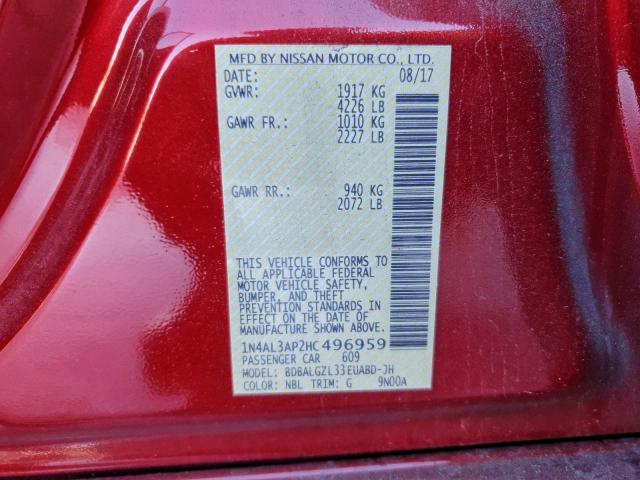 MFD BY NISSAN MOTOR CO., LTD.
DATE: 08/17
GVWR: 1917 KG
4226 LB
GAWR FR.: 1010 KG
2227 LB
GAWR RR.: 940 KG
2072 LB
THIS VEHICLE CONFORMS TO
ALL APPLICABLE FEDERAL
MOTOR VEHICLE SAFETY,
BUMPER, AND THEFT
PREVENTION STANDARDS IN
EFFECT ON THE DATE OF
MANUFACTURE SHOWN ABOVE.
1N4AL3AP2HC496959
PASSENGER CAR 609
MODEL: BDBALGZL33EUABD-JH
COLOR: NBL TRIM: G 9N00A